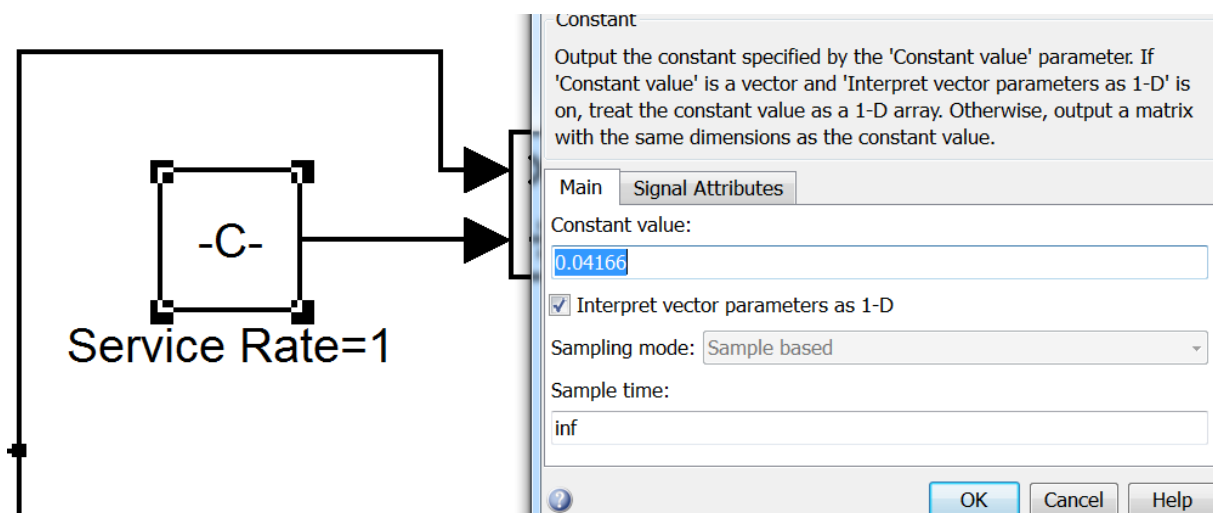 Constant
Output the constant specified by the 'Constant value' parameter. If
'Constant value' is a vector and 'Interpret vector parameters as 1-D' is
on, treat the constant value as a 1-D array. Otherwise, output a matrix
with the same dimensions as the constant value.
Main Signal Attributes
Constant value:
0.04166
Interpret vector parameters as 1-D
Sampling mode: Sample based
Sample time:
inf
OK Cancel Help
-C-
Service Rate=1